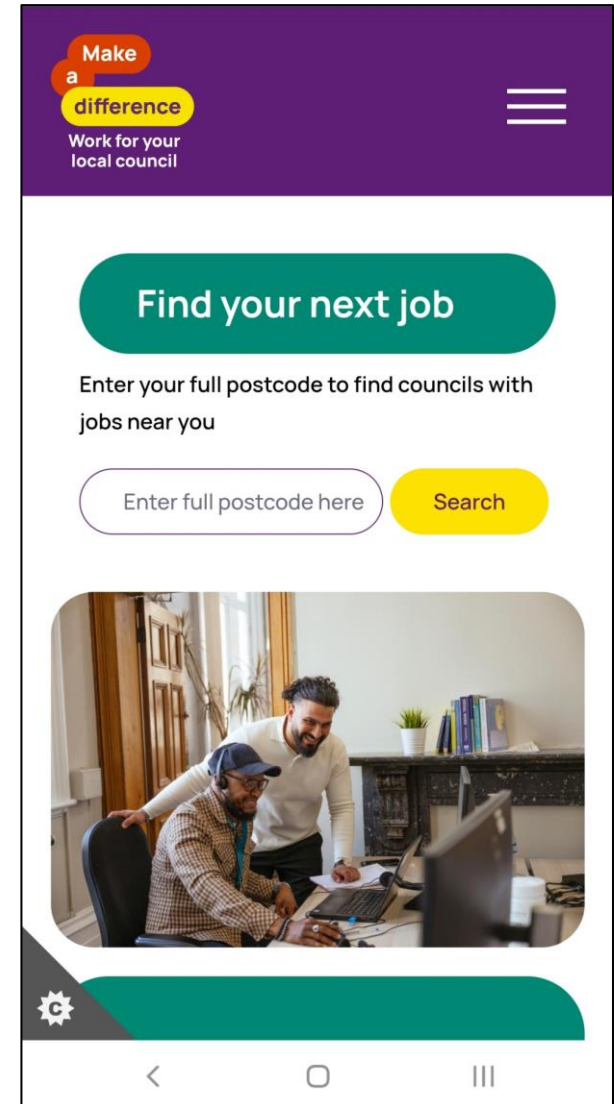 Make
a
difference
Work for your
local council
Find your next job
Enter your full postcode to find councils with
jobs near you
Enter full postcode here
Search
C